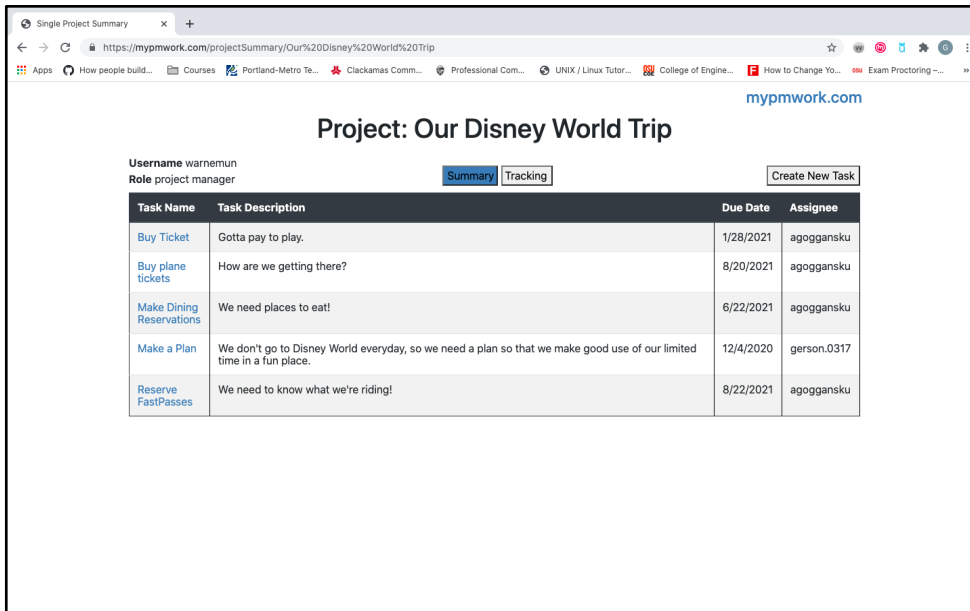 Single Project Summary
https://mypmwork.com/projectSummary/Our%20Disney%20World%20Trip
Apps How people build... Courses Portland-Metro Te... Clackamas Comm... Professional Com... UNIX / Linux Tutor... College of Engine... How to Change Yo... Exam Proctoring –... »
mypmwork.com
Project: Our Disney World Trip
Username warnemun
Role project manager
Summary Tracking Create New Task
Task Name Task Description Due Date Assignee
Buy Ticket Gotta pay to play. 1/28/2021 agoggansku
Buy plane How are we getting there? 8/20/2021 agoggansku
tickets
Make Dining We need places to eat! 6/22/2021 agoggansku
Reservations
Make a Plan We don't go to Disney World everyday, so we need a plan so that we make good use of our limited 12/4/2020 gerson.0317
time in a fun place.
Reserve We need to know what we're riding! 8/22/2021 agoggansku
FastPasses